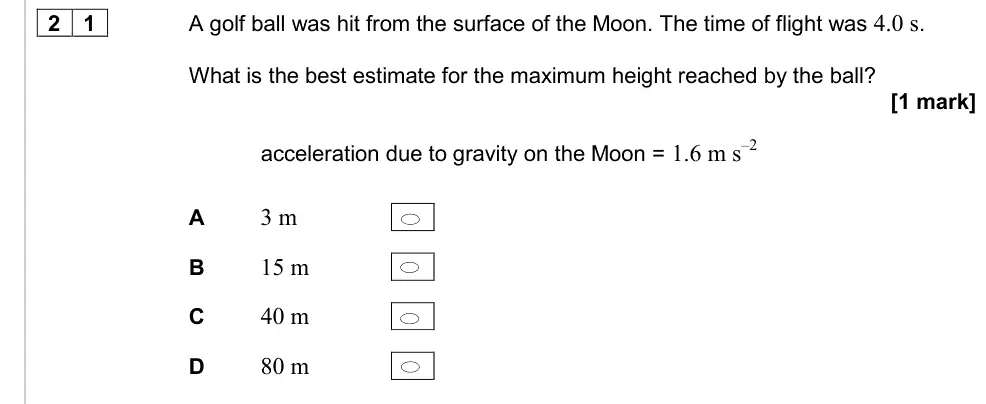 2 1 A golf ball was hit from the surface of the Moon. The time of flight was 4.0 s.
What is the best estimate for the maximum height reached by the ball?
[1 mark]
acceleration due to gravity on the Moon = 1.6 m s⁻²
A 3 m
B 15 m
C 40 m
D 80 m